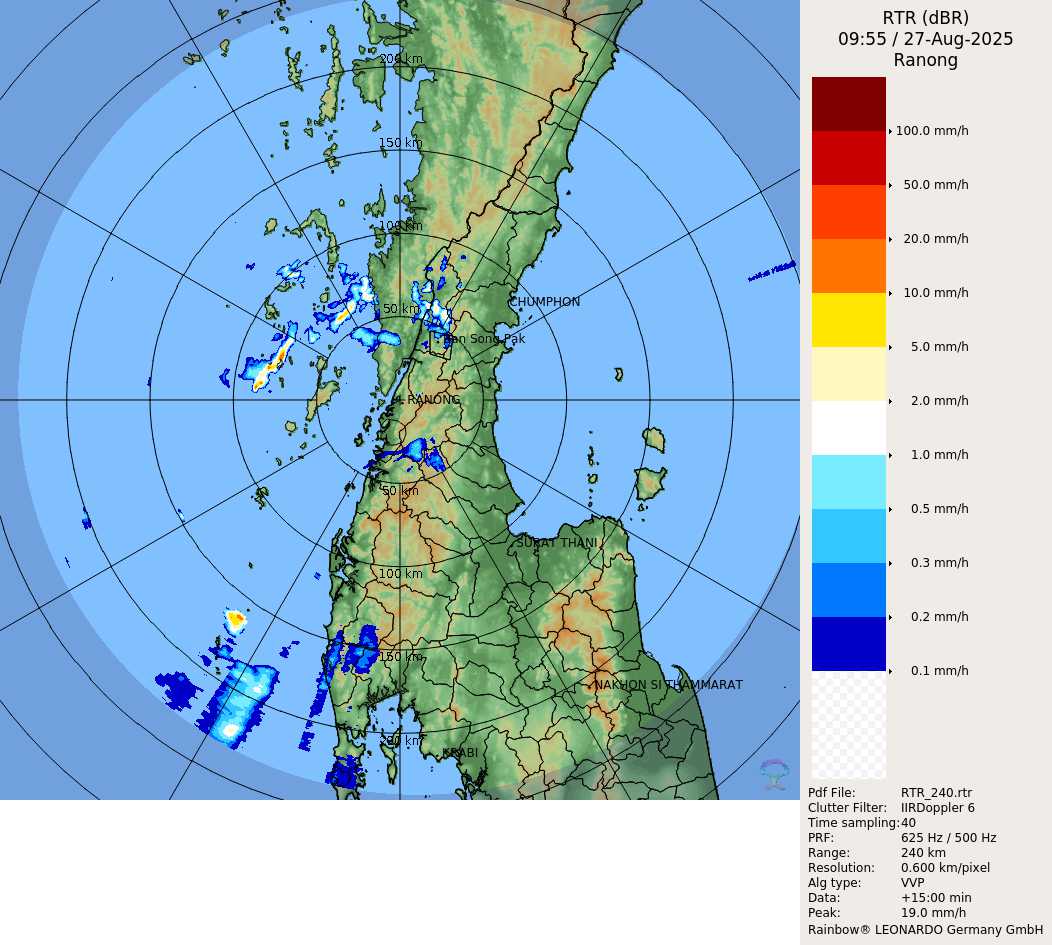 RTR (dBR)
09:55 / 27-Aug-2025
Ranong
200 km
150 km
100 km
50 km
CHUMPHON
Ban Song Pak
RANONG
50 km
SURAT THANI
100 km
150 km
NAKHON SI THAMMARAT
200 km
KRABI
100.0 mm/h
50.0 mm/h
20.0 mm/h
10.0 mm/h
5.0 mm/h
2.0 mm/h
1.0 mm/h
0.5 mm/h
0.3 mm/h
0.2 mm/h
0.1 mm/h
Pdf File: RTR_240.rtr
Clutter Filter: IIRDoppler 6
Time sampling:40
PRF: 625 Hz / 500 Hz
Range: 240 km
Resolution: 0.600 km/pixel
Alg type: VVP
Data: +15:00 min
Peak: 19.0 mm/h
Rainbow® LEONARDO Germany GmbH